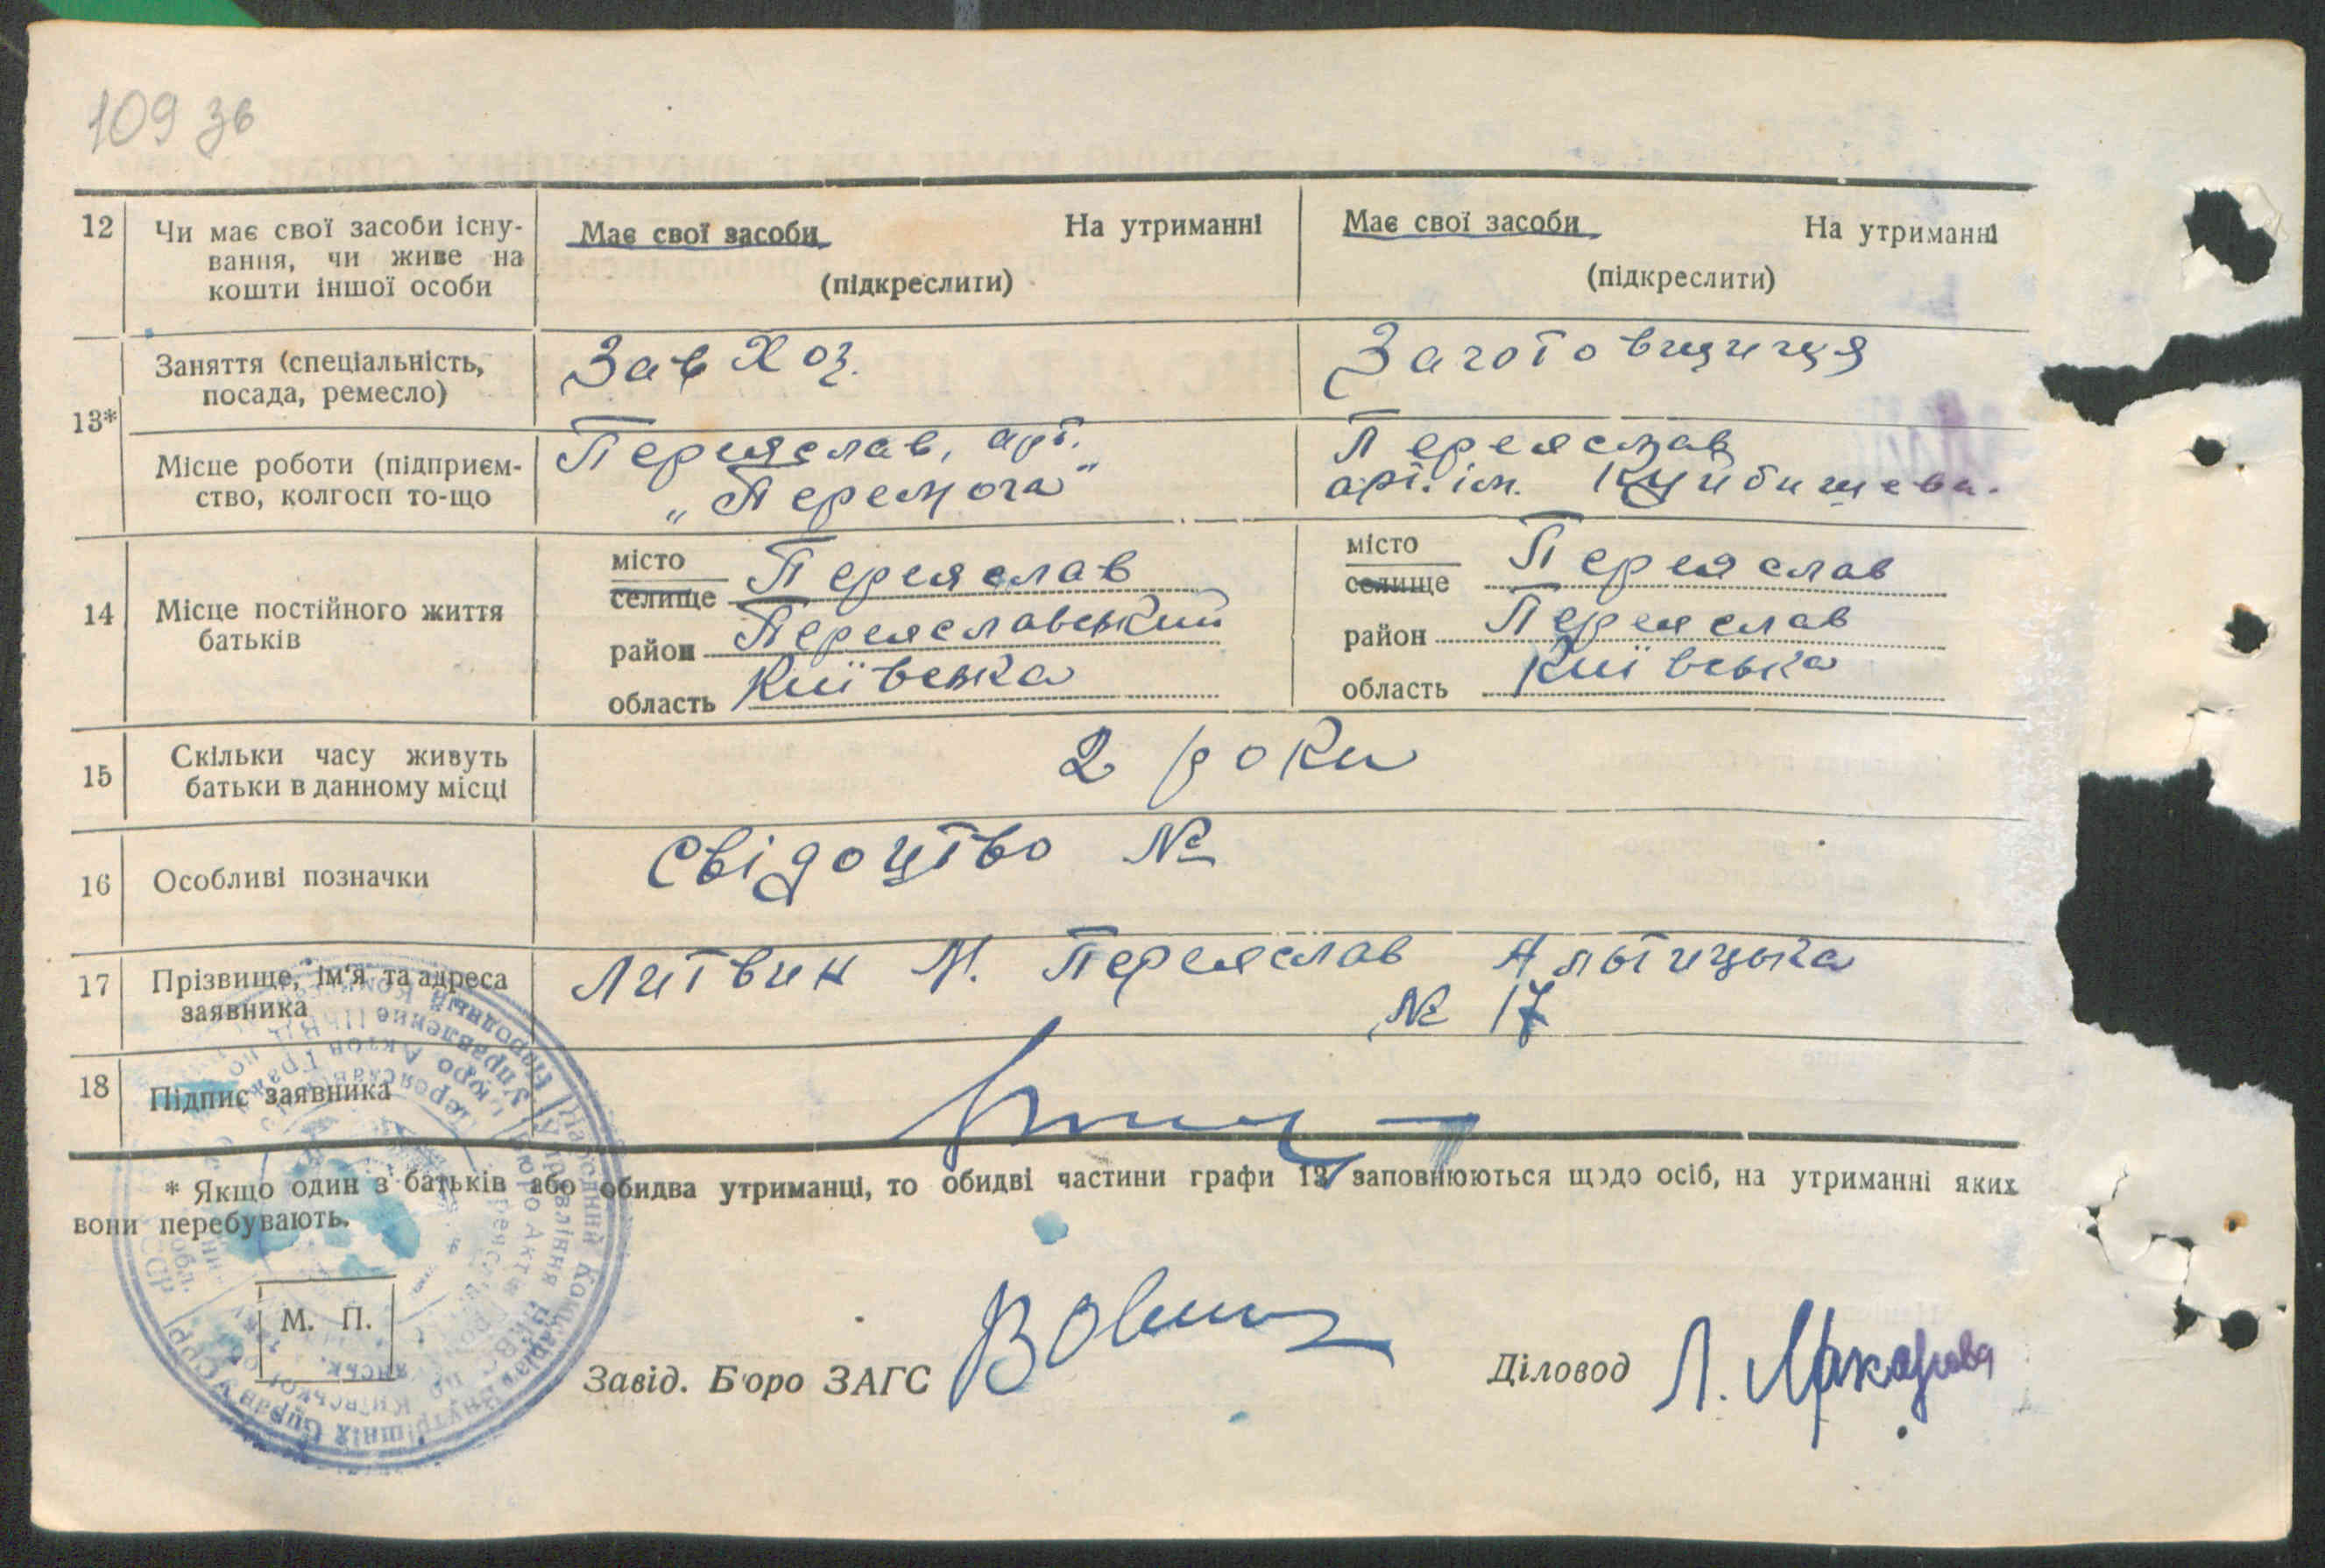 109 зв
12 Чи має свої засоби існу-
вання, чи живе на
кошти іншої особи
Має свої засоби На утриманні
(підкреслити)
Має свої засоби На утриманні
(підкреслити)
13*
Заняття (спеціальність,
посада, ремесло)
Зав Хоз.
Заготовщиця
Місце роботи (підприєм-
ство, колгосп то-що
Переяслав, арт.
„Перемога"
Переяслав
арт. ім. Куйбишева.
14 Місце постійного життя
батьків
місто
селище Переяслав
район Переяславський
область Київська
місто
селище Переяслав
район Переяслав
область Київська
15 Скільки часу живуть
батьки в данному місці
2 роки
16 Особливі позначки
Свідоцтво №
17 Прізвище, ім'я та адреса
заявника
Литвин М. Переяслав Альтицька
№ 17
18 Підпис заявника
* Якщо один з батьків або обидва утриманці, то обидві частини графи 13 заповнюються щодо осіб, на утриманні яких
вони перебувають.
М. П.
Завід. Бюро ЗАГС
Діловод Л. Макарова